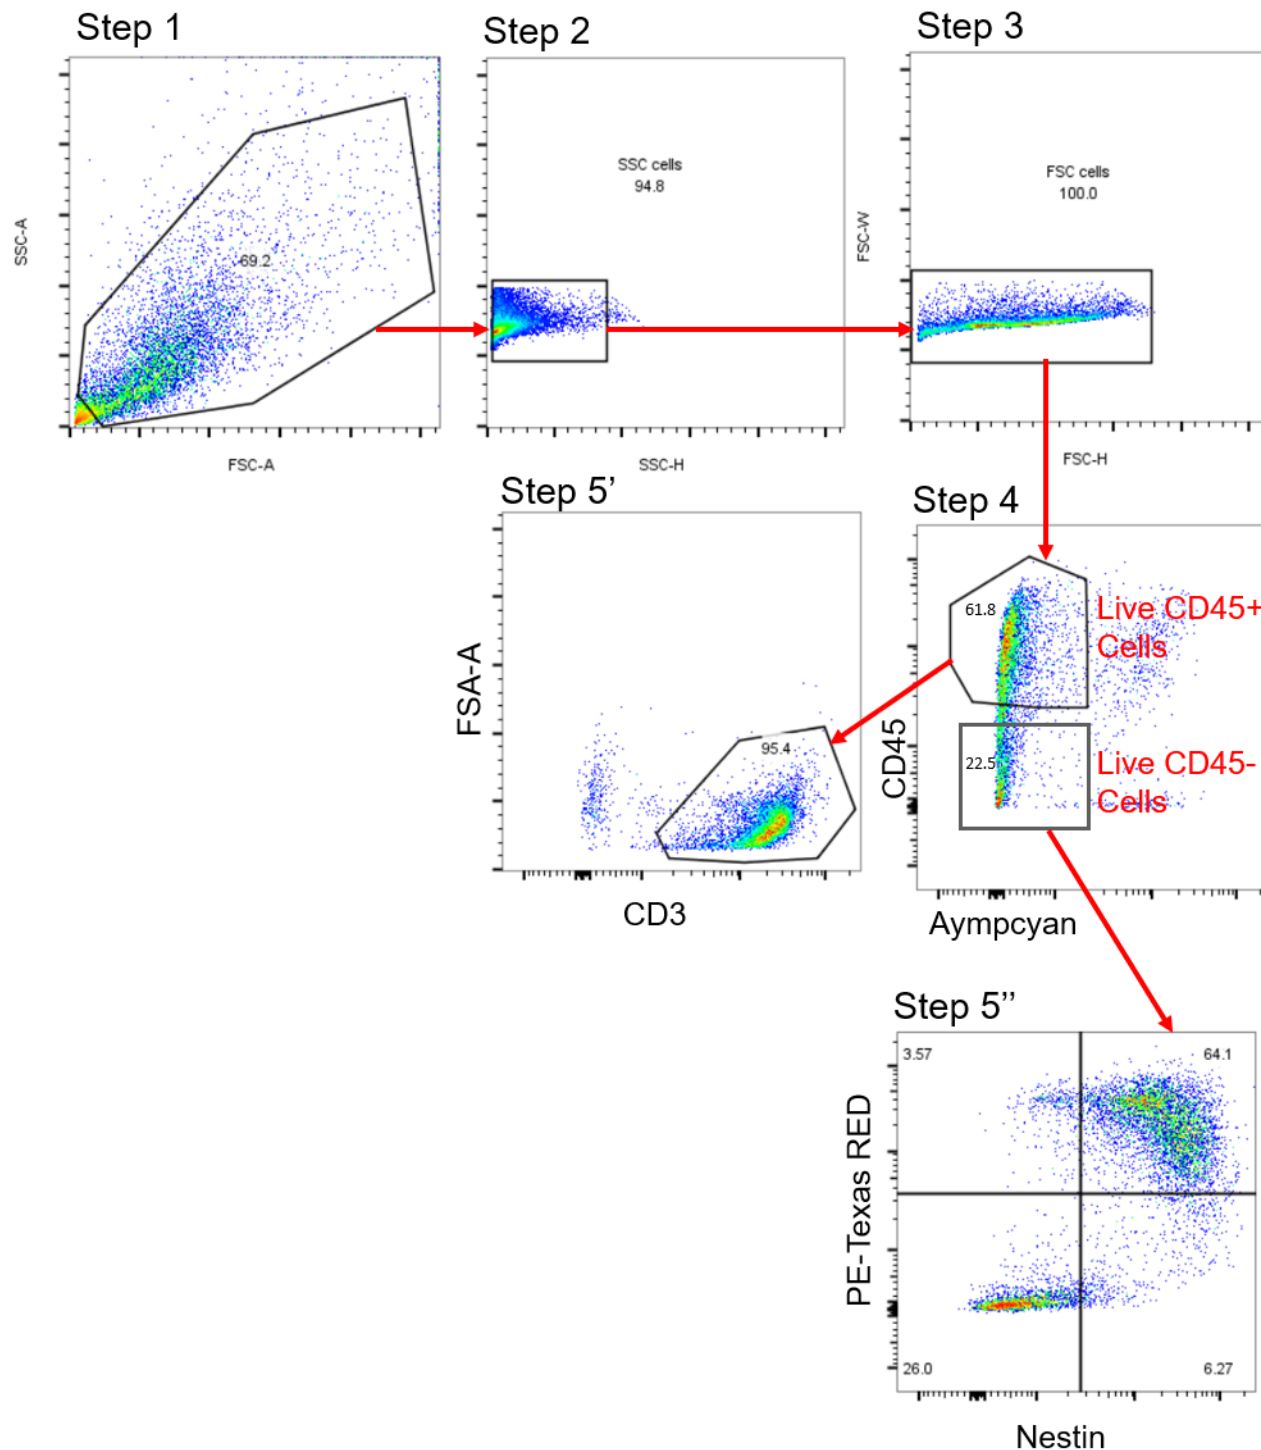 Step 1
Step 2
Step 3
SSC-A
69.2
FSC-A
SSC cells
94.8
SSC-H
FSC-W
FSC cells
100.0
FSC-H
Step 5’
FSA-A
95.4
CD3
Step 4
CD45
61.8
Live CD45+
Cells
22.5
Live CD45-
Cells
Aympcyan
Step 5’’
PE-Texas RED
3.57
64.1
26.0
6.27
Nestin